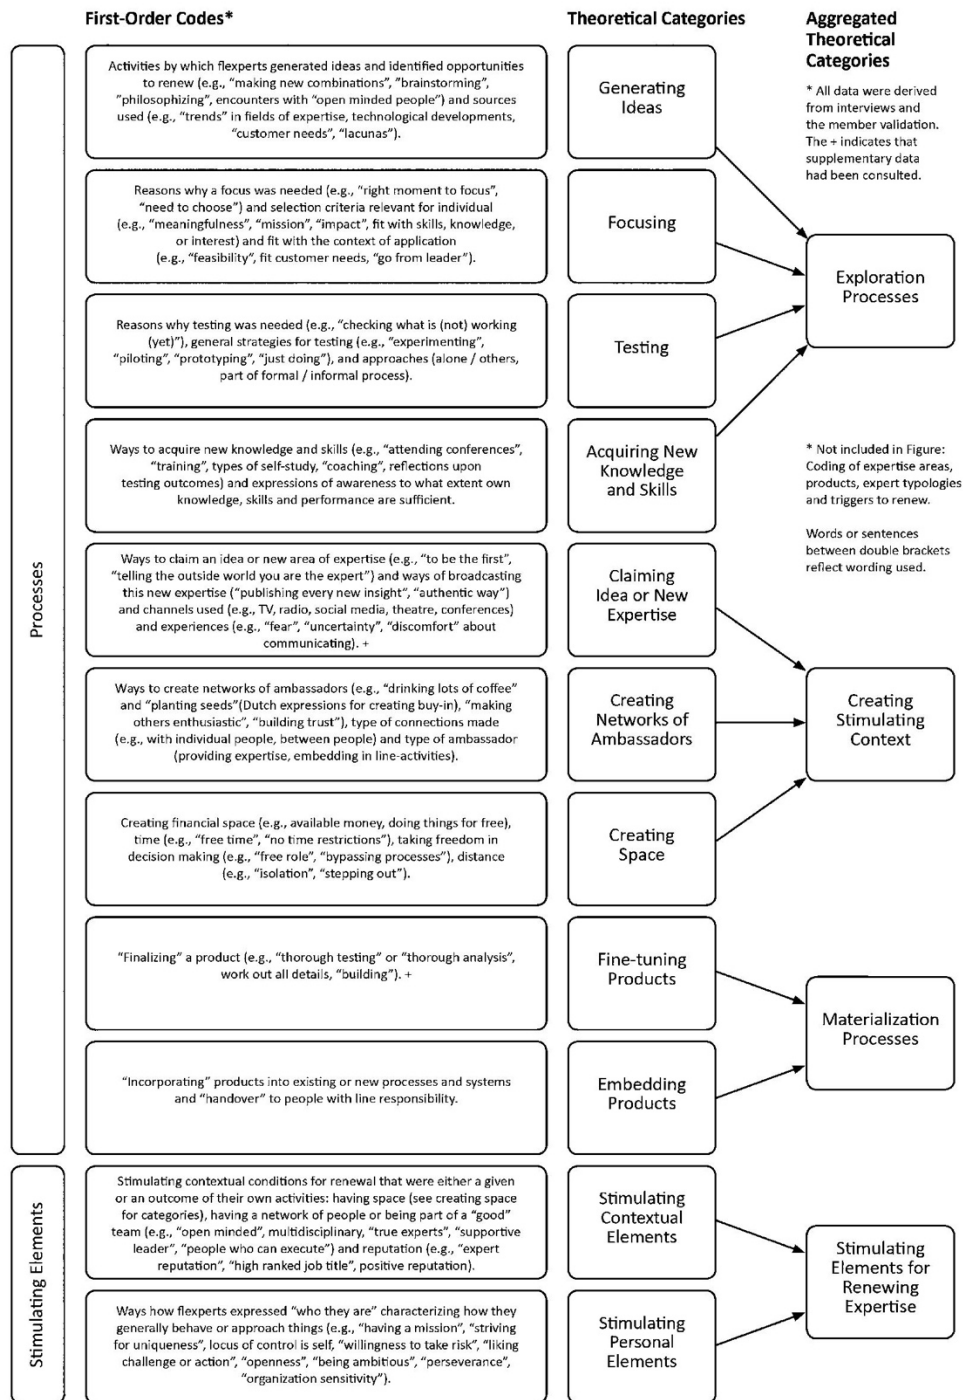 First-Order Codes*
Theoretical Categories
Aggregated
Theoretical
Categories
* All data were derived
from interviews and
the member validation.
The + indicates that
supplementary data
had been consulted.
Processes
Activities by which flexperts generated ideas and identified opportunities
to renew (e.g., “making new combinations”, ”brainstorming”,
”philosophizing”, encounters with “open minded people”) and sources
used (e.g., “trends” in fields of expertise, technological developments,
“customer needs”, “lacunas”).
Generating
Ideas
Reasons why a focus was needed (e.g., “right moment to focus”,
“need to choose”) and selection criteria relevant for individual
(e.g., “meaningfulness”, “mission”, “impact”, fit with skills, knowledge,
or interest) and fit with the context of application
(e.g., “feasibility”, fit customer needs, “go from leader”).
Focusing
Exploration
Processes
Reasons why testing was needed (e.g., “checking what is (not) working
(yet)”), general strategies for testing (e.g., “experimenting”,
“piloting”, “prototyping”, “just doing”), and approaches (alone / others,
part of formal / informal process).
Testing
Ways to acquire new knowledge and skills (e.g., “attending conferences”,
“training”, types of self-study, “coaching”, reflections upon
testing outcomes) and expressions of awareness to what extent own
knowledge, skills and performance are sufficient.
Acquiring New
Knowledge
and Skills
* Not included in Figure:
Coding of expertise areas,
products, expert typologies
and triggers to renew.
Words or sentences
between double brackets
reflect wording used.
Ways to claim an idea or new area of expertise (e.g., “to be the first”,
“telling the outside world you are the expert”) and ways of broadcasting
this new expertise (“publishing every new insight”, “authentic way”)
and channels used (e.g., TV, radio, social media, theatre, conferences)
and experiences (e.g., “fear”, “uncertainty”, “discomfort” about
communicating). +
Claiming
Idea or New
Expertise
Ways to create networks of ambassadors (e.g., “drinking lots of coffee”
and “planting seeds”(Dutch expressions for creating buy-in), “making
others enthusiastic”, “building trust”), type of connections made
(e.g., with individual people, between people) and type of ambassador
(providing expertise, embedding in line-activities).
Creating
Networks of
Ambassadors
Creating
Stimulating
Context
Creating financial space (e.g., available money, doing things for free),
time (e.g., “free time”, “no time restrictions”), taking freedom in
decision making (e.g., “free role”, “bypassing processes”), distance
(e.g., “isolation”, “stepping out”).
Creating
Space
“Finalizing” a product (e.g., “thorough testing” or “thorough analysis”,
work out all details, “building”). +
Fine-tuning
Products
Materialization
Processes
“Incorporating” products into existing or new processes and systems
and “handover” to people with line responsibility.
Embedding
Products
Stimulating Elements
Stimulating contextual conditions for renewal that were either a given
or an outcome of their own activities: having space (see creating space
for categories), having a network of people or being part of a “good”
team (e.g., “open minded”, multidisciplinary, “true experts”, “supportive
leader”, “people who can execute”) and reputation (e.g., “expert
reputation”, “high ranked job title”, positive reputation).
Stimulating
Contextual
Elements
Stimulating
Elements for
Renewing
Expertise
Ways how flexperts expressed “who they are” characterizing how they
generally behave or approach things (e.g., “having a mission”, “striving
for uniqueness”, locus of control is self, “willingness to take risk”, “liking
challenge or action”, “openness”, “being ambitious”, “perseverance”,
“organization sensitivity”).
Stimulating
Personal
Elements